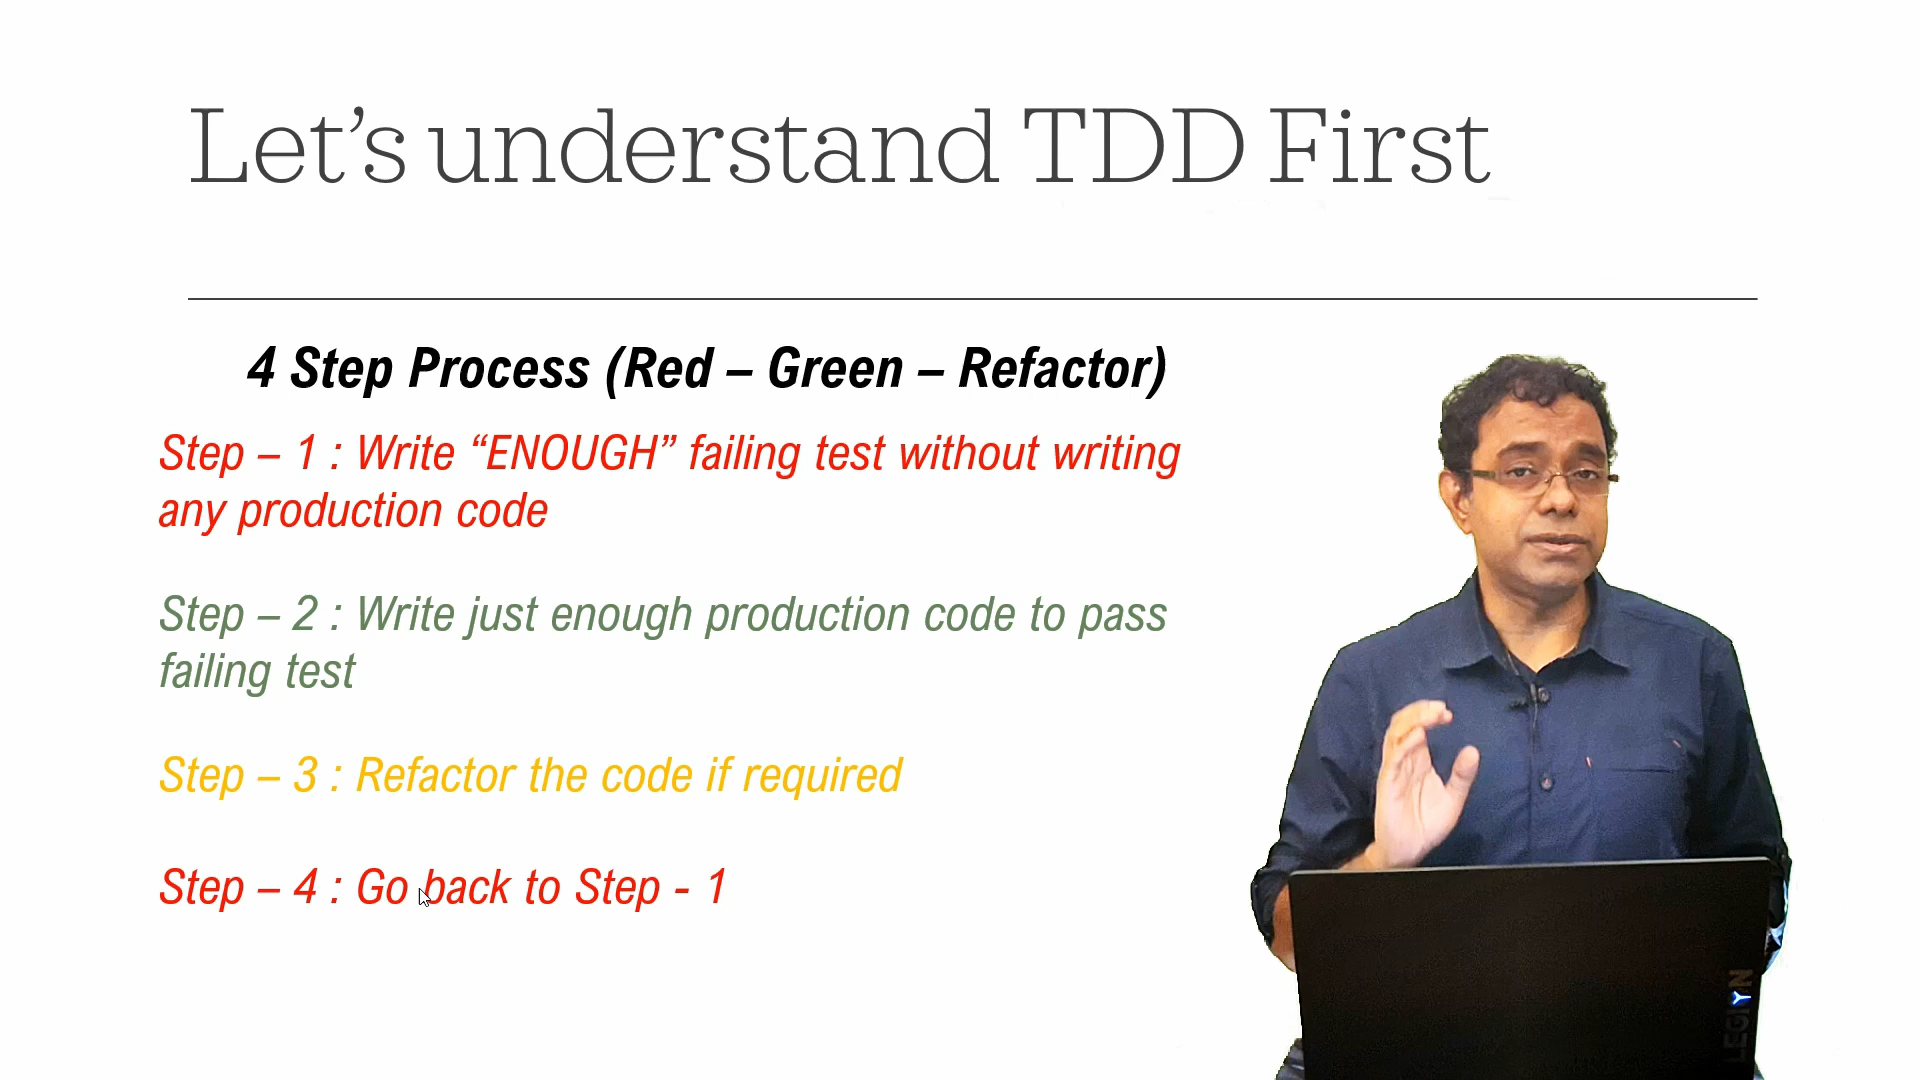 Let’s understand TDD First
4 Step Process (Red – Green – Refactor)
Step – 1 : Write “ENOUGH” failing test without writing
any production code
Step – 2 : Write just enough production code to pass
failing test
Step – 3 : Refactor the code if required
Step – 4 : Go back to Step - 1
LEGION